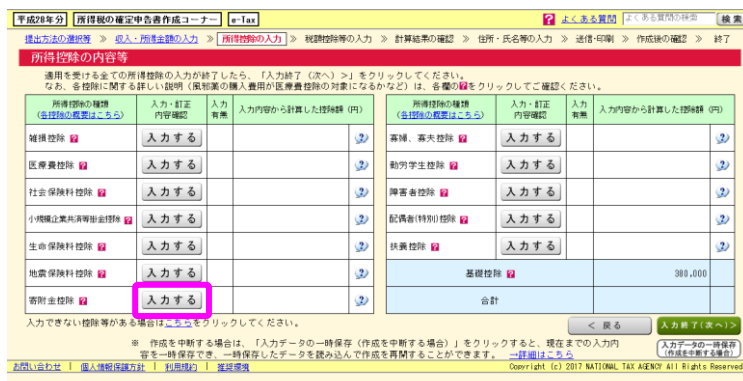 平成28年分 所得税の確定申告書作成コーナー e-Tax ? よくある質問 よくある質問の検索 検索
提出方法の選択等 ≫ 収入・所得金額の入力 ≫ 所得控除の入力 ≫ 税額控除等の入力 ≫ 計算結果の確認 ≫ 住所・氏名等の入力 ≫ 送信・印刷 ≫ 作成後の確認 ≫ 終了
所得控除の内容等
適用を受ける全ての所得控除の入力が終了したら、「入力終了(次へ)>」をクリックしてください。
なお、各控除に関する詳しい説明(風邪薬の購入費用が医療費控除の対象になるかなど)は、各欄の?をクリックしてご確認ください。
所得控除の種類 (各控除の概要はこちら) 入力・訂正 内容確認 入力 有無 入力内容から計算した控除額(円)
雑損控除 ? 入力する ?
医療費控除 ? 入力する ?
社会保険料控除 ? 入力する ?
小規模企業共済等掛金控除 ? 入力する ?
生命保険料控除 ? 入力する ?
地震保険料控除 ? 入力する ?
寄附金控除 ? 入力する ?
所得控除の種類 (各控除の概要はこちら) 入力・訂正 内容確認 入力 有無 入力内容から計算した控除額(円)
寡婦、寡夫控除 ? 入力する ?
勤労学生控除 ? 入力する ?
障害者控除 ? 入力する ?
配偶者(特別)控除 ? 入力する ?
扶養控除 ? 入力する ?
基礎控除 ? 380,000
合計
入力できない控除等がある場合はこちらをクリックしてください。
< 戻る 入力終了(次へ)>
※ 作成を中断する場合は、「入力データの一時保存(作成を中断する場合)」をクリックすると、現在までの入力内
容を一時保存でき、一時保存したデータを読み込んで作成を再開することができます。 →詳細はこちら
入力データの一時保存
(作成を中断する場合)
お問い合わせ | 個人情報保護方針 | 利用規約 | 推奨環境 Copyright (c) 2017 NATIONAL TAX AGENCY All Rights Reserved